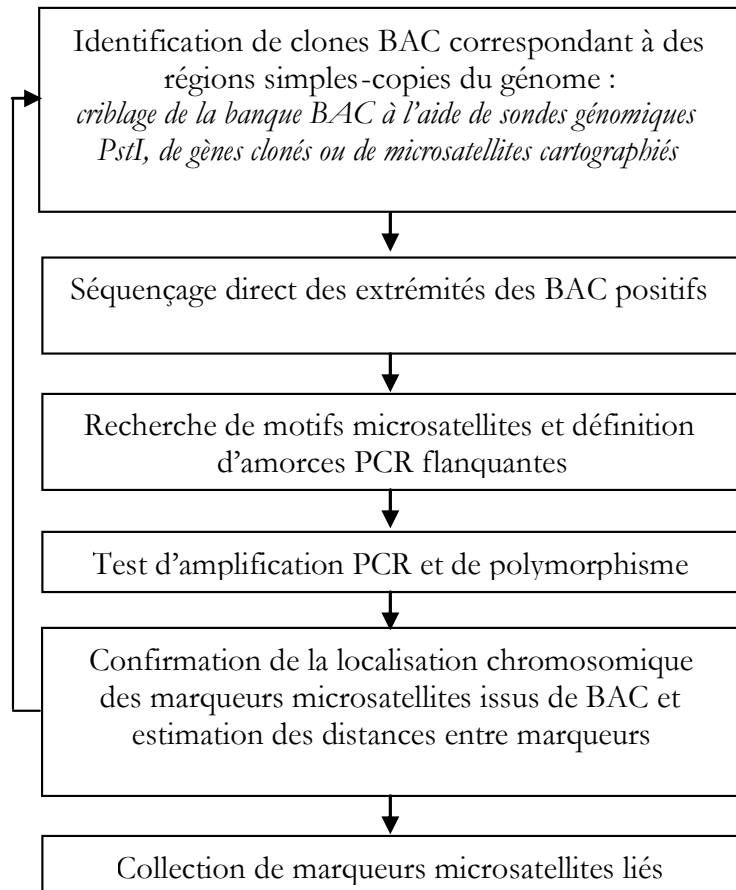 Identification de clones BAC correspondant à des
régions simples-copies du génome :
criblage de la banque BAC à l’aide de sondes génomiques
PstI, de gènes clonés ou de microsatellites cartographiés
Séquençage direct des extrémités des BAC positifs
Recherche de motifs microsatellites et définition
d’amorces PCR flanquantes
Test d’amplification PCR et de polymorphisme
Confirmation de la localisation chromosomique
des marqueurs microsatellites issus de BAC et
estimation des distances entre marqueurs
Collection de marqueurs microsatellites liés